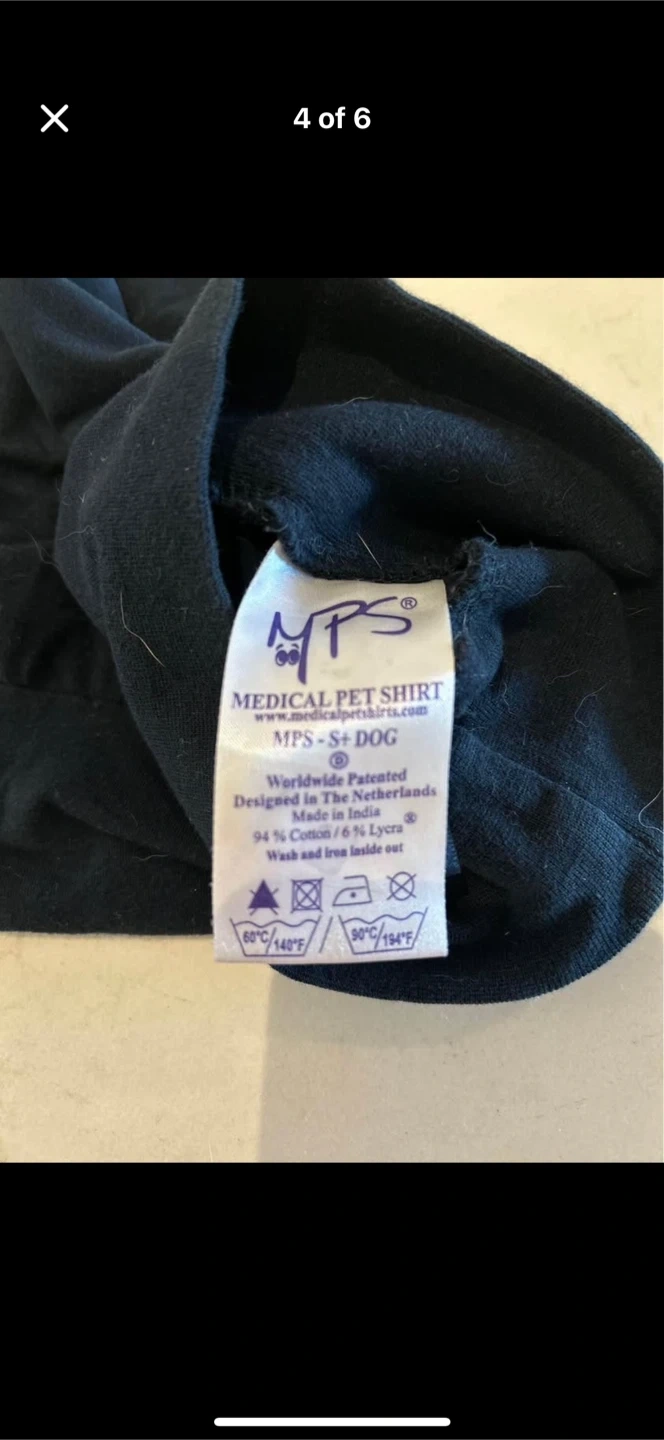 4 of 6
MPS®
MEDICAL PET SHIRT
www.medicalpetshirts.com
MPS - S+ DOG
D
Worldwide Patented
Designed in The Netherlands
Made in India
94 % Cotton / 6 % Lycra ®
Wash and iron inside out
60°C/140°F / 90°C/194°F